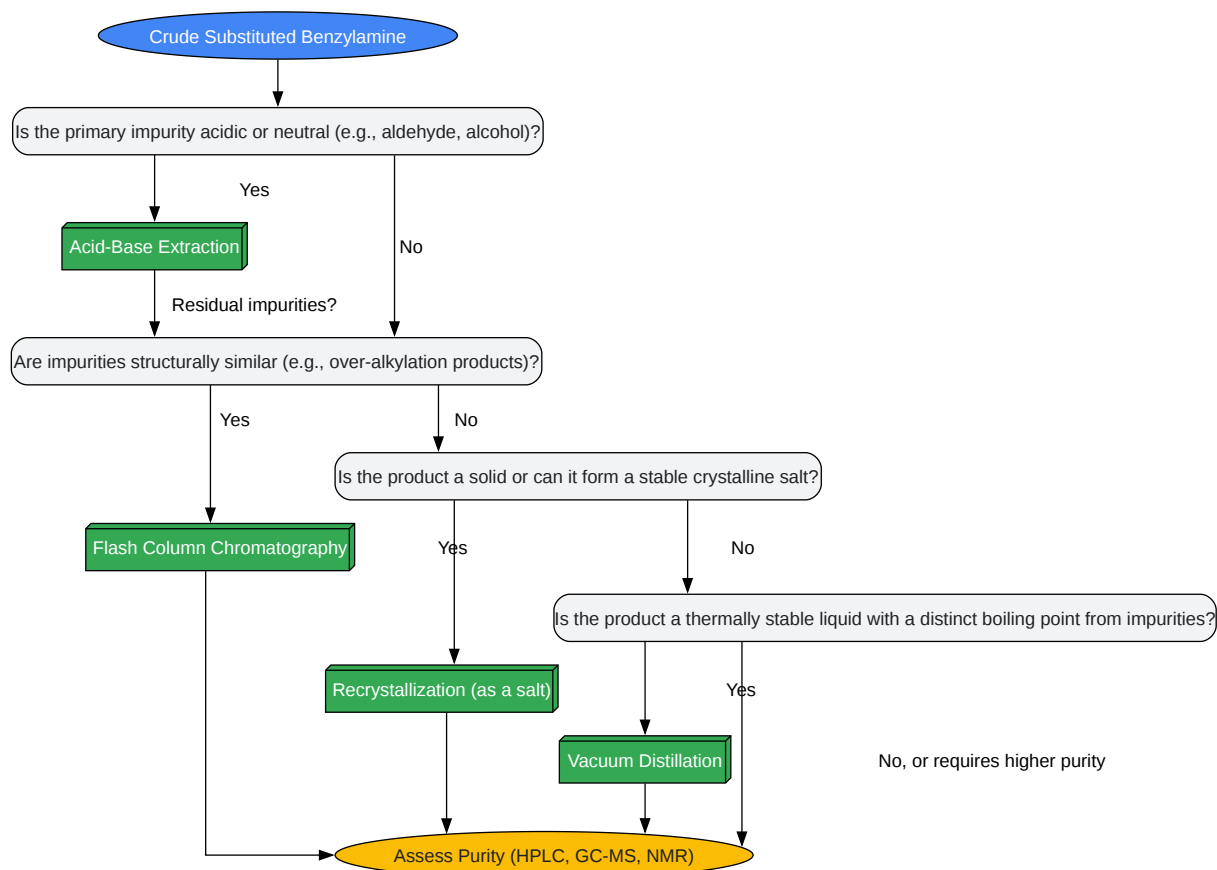 Crude Substituted Benzylamine
Is the primary impurity acidic or neutral (e.g., aldehyde, alcohol)?
Yes
Acid-Base Extraction
No
Residual impurities?
Are impurities structurally similar (e.g., over-alkylation products)?
Yes
No
Is the product a solid or can it form a stable crystalline salt?
Flash Column Chromatography
Yes
No
Is the product a thermally stable liquid with a distinct boiling point from impurities?
Recrystallization (as a salt)
Yes
Vacuum Distillation
No, or requires higher purity
Assess Purity (HPLC, GC-MS, NMR)